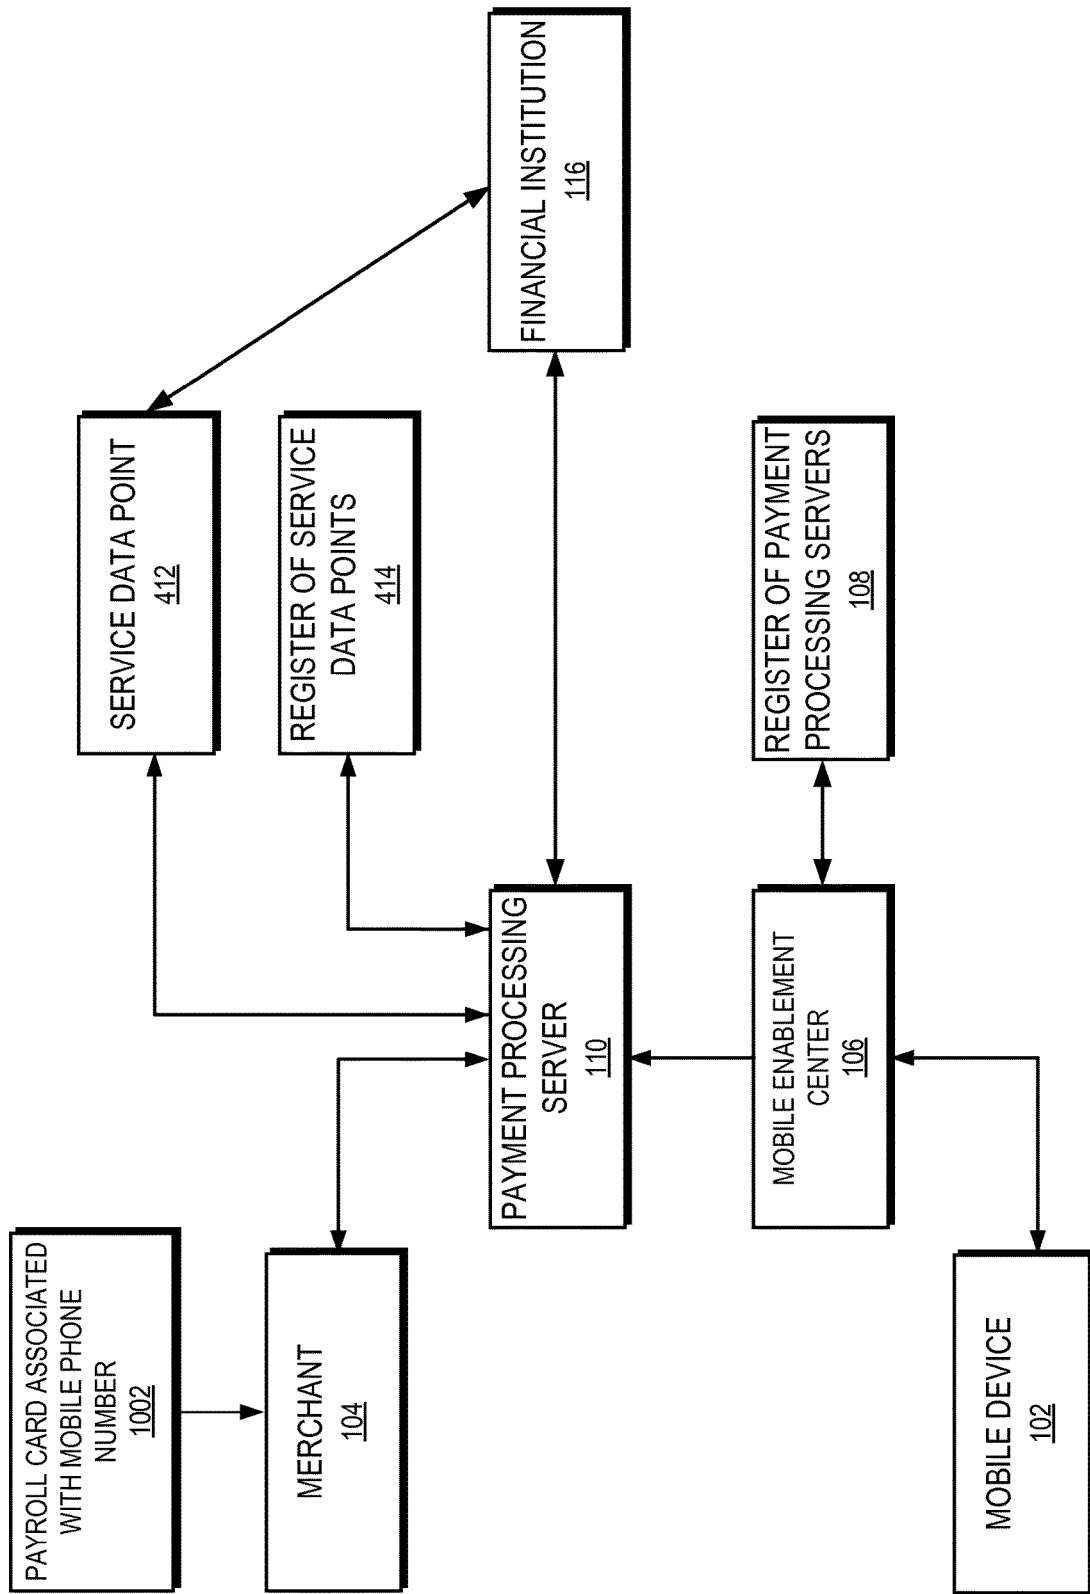 PAYROLL CARD ASSOCIATED
WITH MOBILE PHONE
NUMBER
1002
MERCHANT
104
MOBILE DEVICE
102
PAYMENT PROCESSING
SERVER
110
MOBILE ENABLEMENT
CENTER
106
SERVICE DATA POINT
412
REGISTER OF SERVICE
DATA POINTS
414
REGISTER OF PAYMENT
PROCESSING SERVERS
108
FINANCIAL INSTITUTION
116